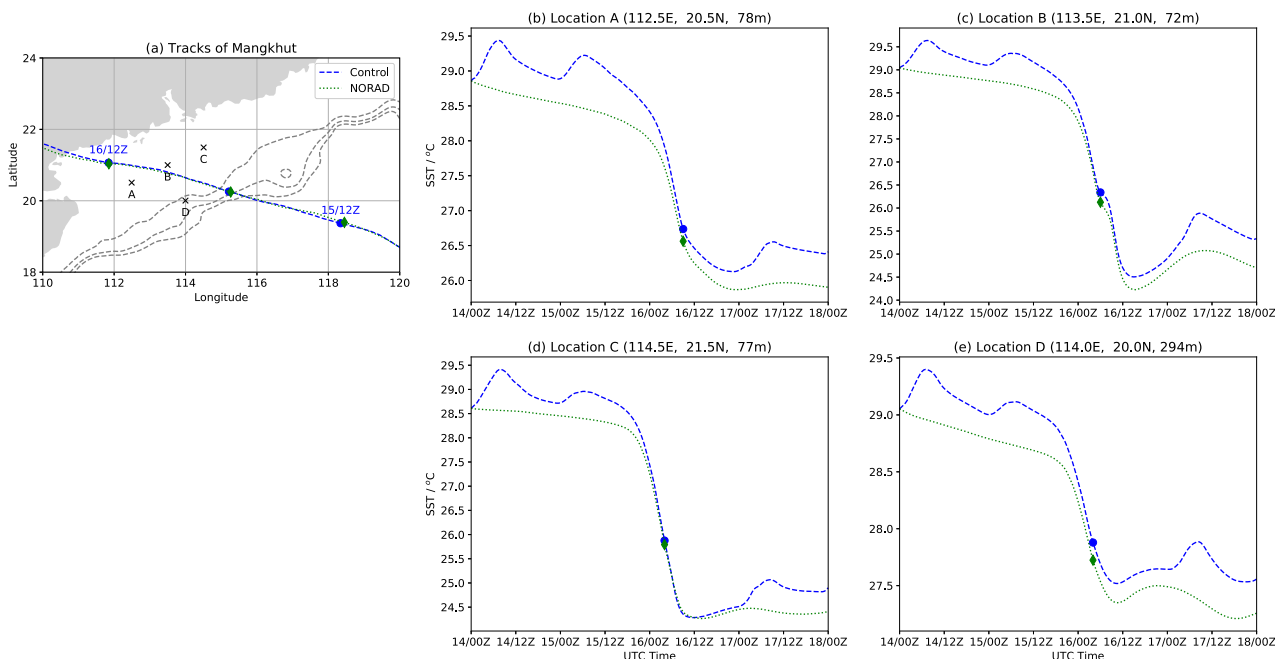 (a) Tracks of Mangkhut
24
22
20
18
110
112
114
116
118
120
Latitude
Longitude
Control
NORAD
16/12Z
15/12Z
A
B
C
D
(b) Location A (112.5E, 20.5N, 78m)
29.5
29.0
28.5
28.0
27.5
27.0
26.5
26.0
SST / °C
14/00Z 14/12Z 15/00Z 15/12Z 16/00Z 16/12Z 17/00Z 17/12Z 18/00Z
(c) Location B (113.5E, 21.0N, 72m)
29.5
29.0
28.5
28.0
27.5
27.0
26.5
26.0
25.5
25.0
24.5
24.0
14/00Z 14/12Z 15/00Z 15/12Z 16/00Z 16/12Z 17/00Z 17/12Z 18/00Z
(d) Location C (114.5E, 21.5N, 77m)
29.5
29.0
28.5
28.0
27.5
27.0
26.5
26.0
25.5
25.0
24.5
SST / °C
14/00Z 14/12Z 15/00Z 15/12Z 16/00Z 16/12Z 17/00Z 17/12Z 18/00Z
UTC Time
(e) Location D (114.0E, 20.0N, 294m)
29.5
29.0
28.5
28.0
27.5
14/00Z 14/12Z 15/00Z 15/12Z 16/00Z 16/12Z 17/00Z 17/12Z 18/00Z
UTC Time